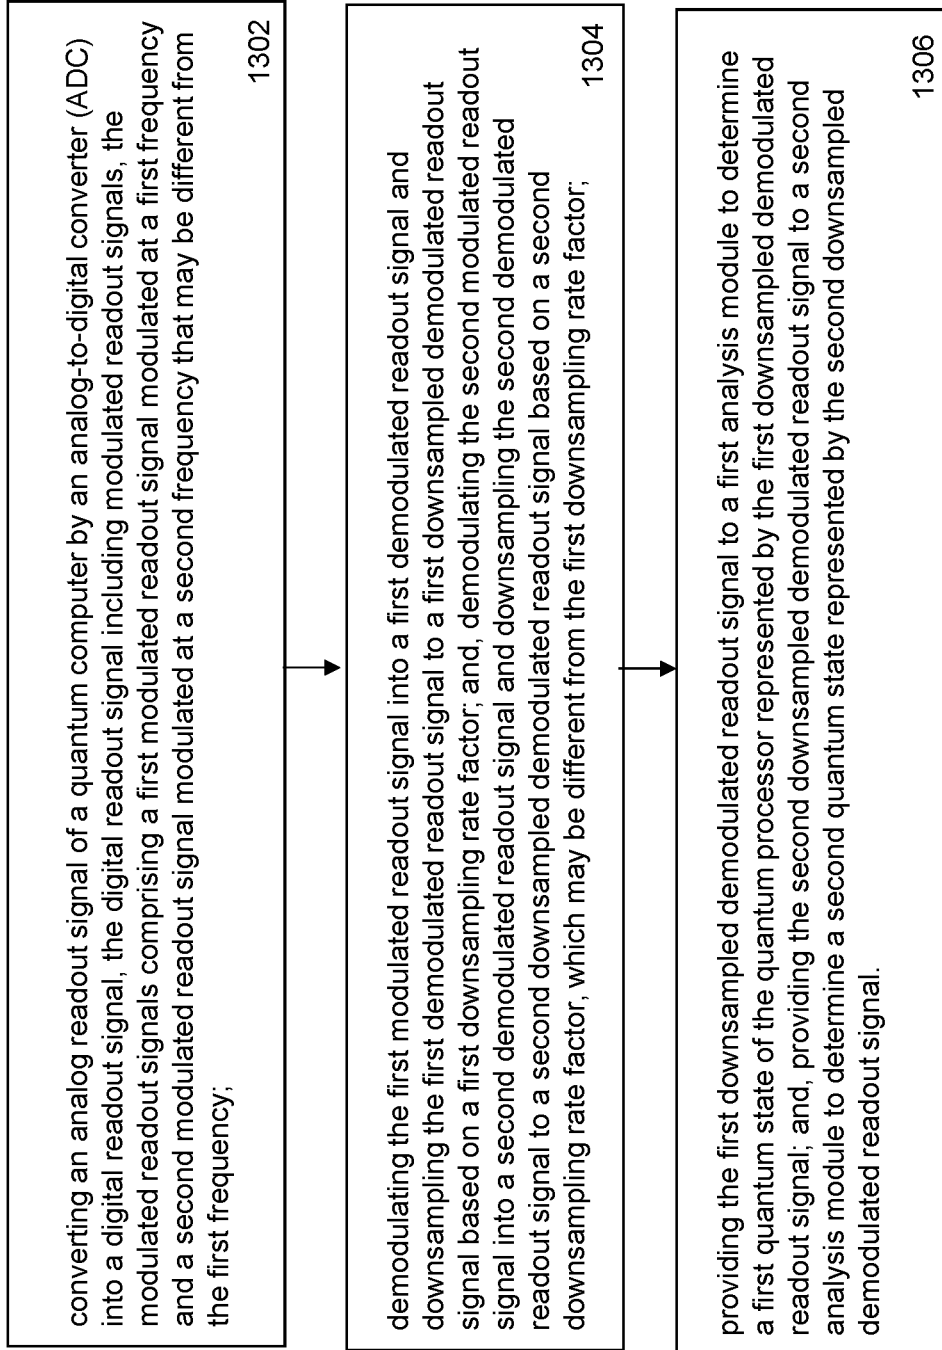 converting an analog readout signal of a quantum computer by an analog-to-digital converter (ADC)
into a digital readout signal, the digital readout signal including modulated readout signals, the
modulated readout signals comprising a first modulated readout signal modulated at a first frequency
and a second modulated readout signal modulated at a second frequency that may be different from
the first frequency;
1302
demodulating the first modulated readout signal into a first demodulated readout signal and
downsampling the first demodulated readout signal to a first downsampled demodulated readout
signal based on a first downsampling rate factor; and, demodulating the second modulated readout
signal into a second demodulated readout signal and downsampling the second demodulated
readout signal to a second downsampled demodulated readout signal based on a second
downsampling rate factor, which may be different from the first downsampling rate factor;
1304
providing the first downsampled demodulated readout signal to a first analysis module to determine
a first quantum state of the quantum processor represented by the first downsampled demodulated
readout signal; and, providing the second downsampled demodulated readout signal to a second
analysis module to determine a second quantum state represented by the second downsampled
demodulated readout signal.
1306